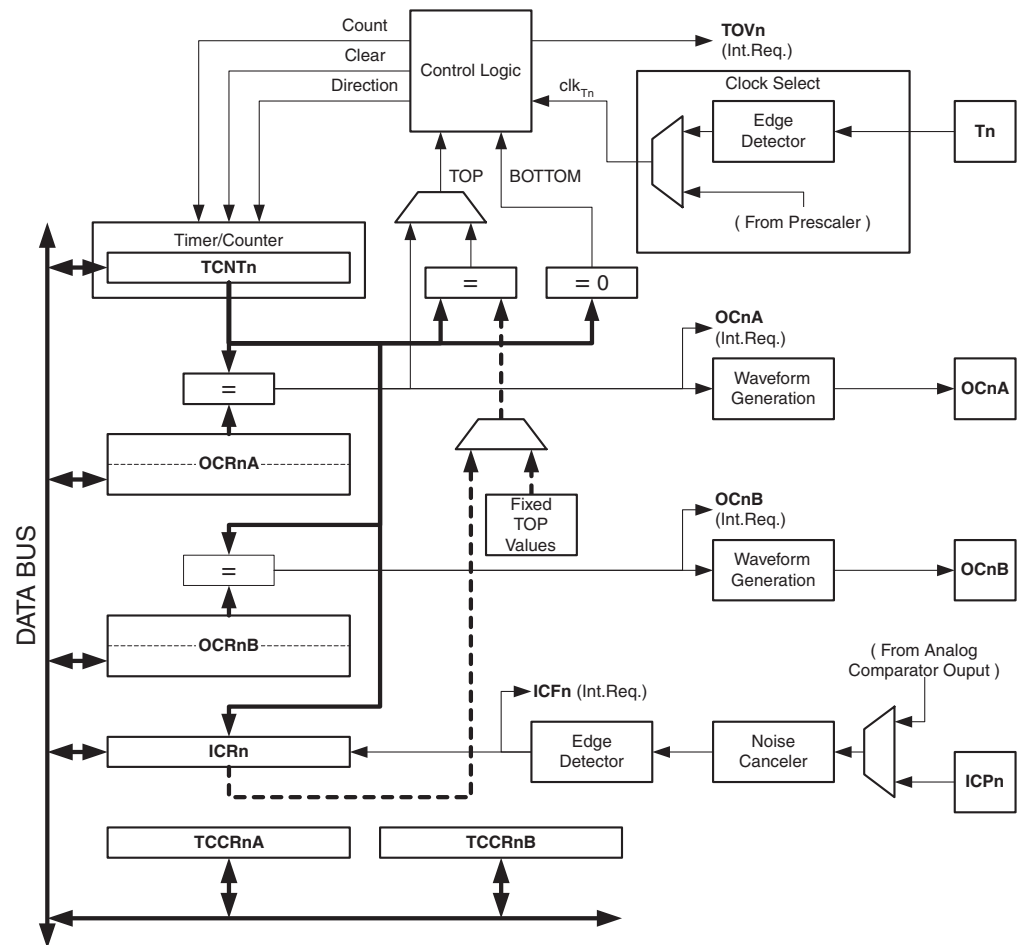 Count
Clear
Direction
Control Logic
TOVn
(Int.Req.)
clkTn
Clock Select
Edge
Detector
Tn
( From Prescaler )
TOP
BOTTOM
Timer/Counter
TCNTn
=
= 0
OCnA
(Int.Req.)
=
Waveform
Generation
OCnA
OCRnA
Fixed
TOP
Values
OCnB
(Int.Req.)
=
Waveform
Generation
OCnB
OCRnB
DATA BUS
( From Analog
Comparator Ouput )
ICFn (Int.Req.)
ICRn
Edge
Detector
Noise
Canceler
ICPn
TCCRnA
TCCRnB